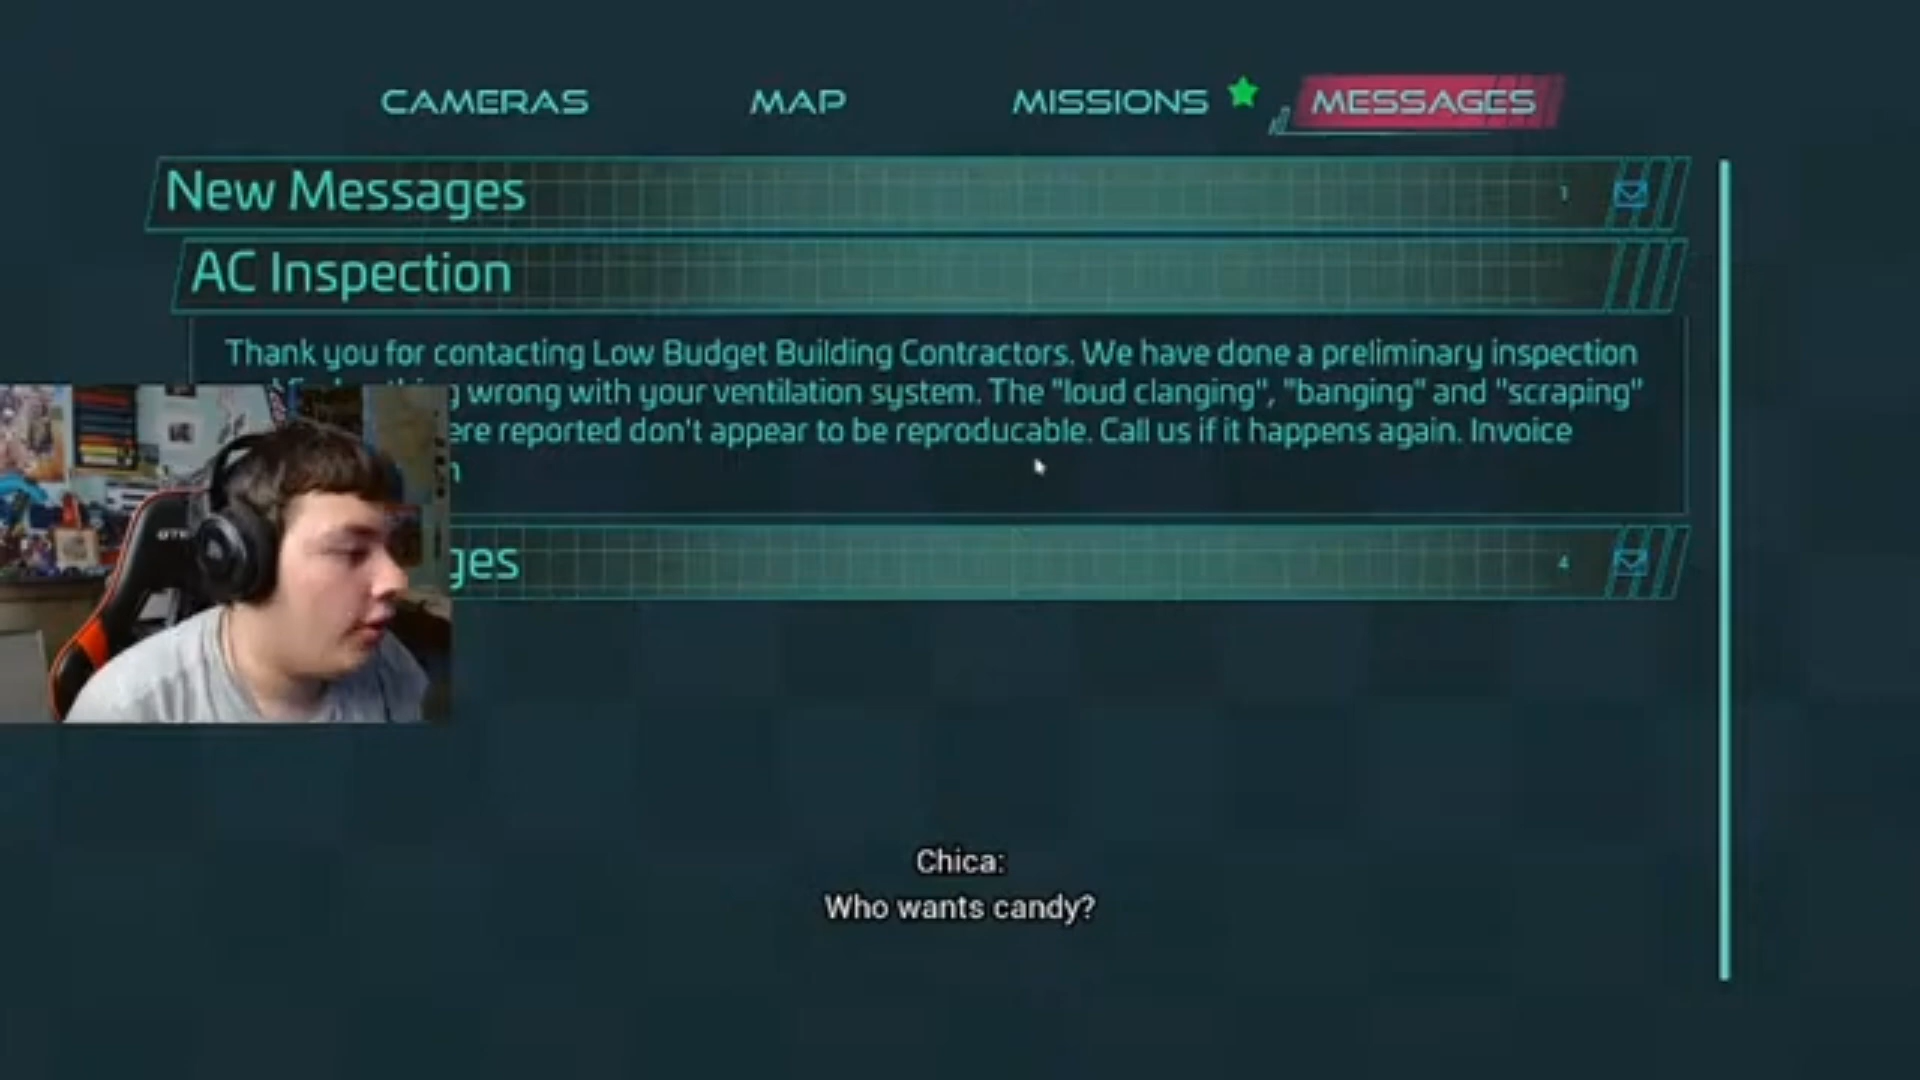 CAMERAS MAP MISSIONS MESSAGES
New Messages 1
AC Inspection
Thank you for contacting Low Budget Building Contractors. We have done a preliminary inspection
wrong with your ventilation system. The "loud clanging", "banging" and "scraping"
reported don't appear to be reproducable. Call us if it happens again. Invoice
4
Chica:
Who wants candy?